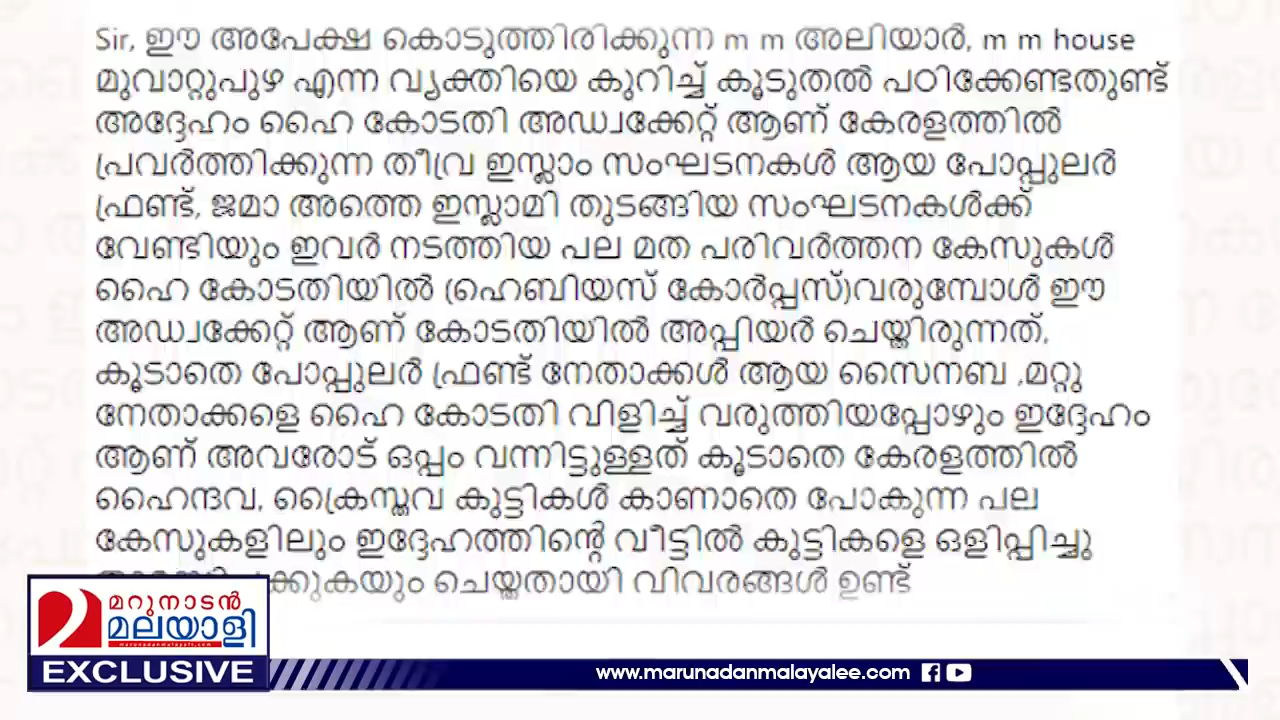 Sir, ഈ അപേക്ഷ കൊടുത്തിരിക്കുന്ന m m അലിയാർ, m m house
മുവാറ്റുപുഴ എന്ന വ്യക്തിയെ കുറിച്ച് കൂടുതൽ പഠിക്കേണ്ടതുണ്ട്
അദ്ദേഹം ഹൈ കോടതി അഡ്വക്കേറ്റ് ആണ് കേരളത്തിൽ
പ്രവർത്തിക്കുന്ന തീവ്ര ഇസ്ലാം സംഘടനകൾ ആയ പോപ്പുലർ
ഫ്രണ്ട്, ജമാ അത്തെ ഇസ്ലാമി തുടങ്ങിയ സംഘടനകൾക്ക്
വേണ്ടിയും ഇവർ നടത്തിയ പല മത പരിവർത്തന കേസുകൾ
ഹൈ കോടതിയിൽ (ഹെബിയസ് കോർപ്പസ്)വരുമ്പോൾ ഈ
അഡ്വക്കേറ്റ് ആണ് കോടതിയിൽ അപ്പിയർ ചെയ്തിരുന്നത്,
കൂടാതെ പോപ്പുലർ ഫ്രണ്ട് നേതാക്കൾ ആയ സൈനബ ,മറ്റു
നേതാക്കളെ ഹൈ കോടതി വിളിച്ച് വരുത്തിയപ്പോഴും ഇദ്ദേഹം
ആണ് അവരോട് ഒപ്പം വന്നിട്ടുള്ളത് കൂടാതെ കേരളത്തിൽ
ഹൈന്ദവ, ക്രൈസ്തവ കുട്ടികൾ കാണാതെ പോകുന്ന പല
കേസുകളിലും ഇദ്ദേഹത്തിന്റെ വീട്ടിൽ കുട്ടികളെ ഒളിപ്പിച്ചു
ചെയ്തതായി വിവരങ്ങൾ ഉണ്ട്
മറുനാടൻ
മലയാളി
marunadanmalayali.com
EXCLUSIVE
www.marunadanmalayalee.com